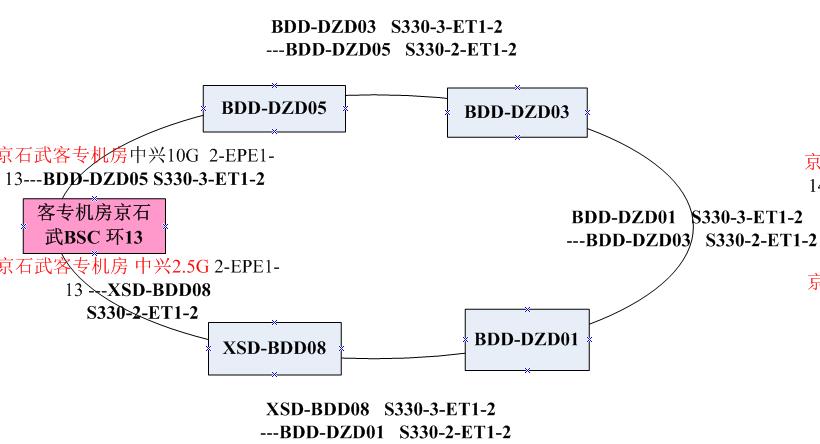 BDD-DZD03 S330-3-ET1-2
---BDD-DZD05 S330-2-ET1-2
BDD-DZD05
BDD-DZD03
京石武客专机房中兴10G 2-EPE1-
13---BDD-DZD05 S330-3-ET1-2
客专机房京石
武BSC 环13
BDD-DZD01 S330-3-ET1-2
---BDD-DZD03 S330-2-ET1-2
京石武客专机房 中兴2.5G 2-EPE1-
13 ---XSD-BDD08
S330-2-ET1-2
XSD-BDD08
BDD-DZD01
XSD-BDD08 S330-3-ET1-2
---BDD-DZD01 S330-2-ET1-2
京
14
京